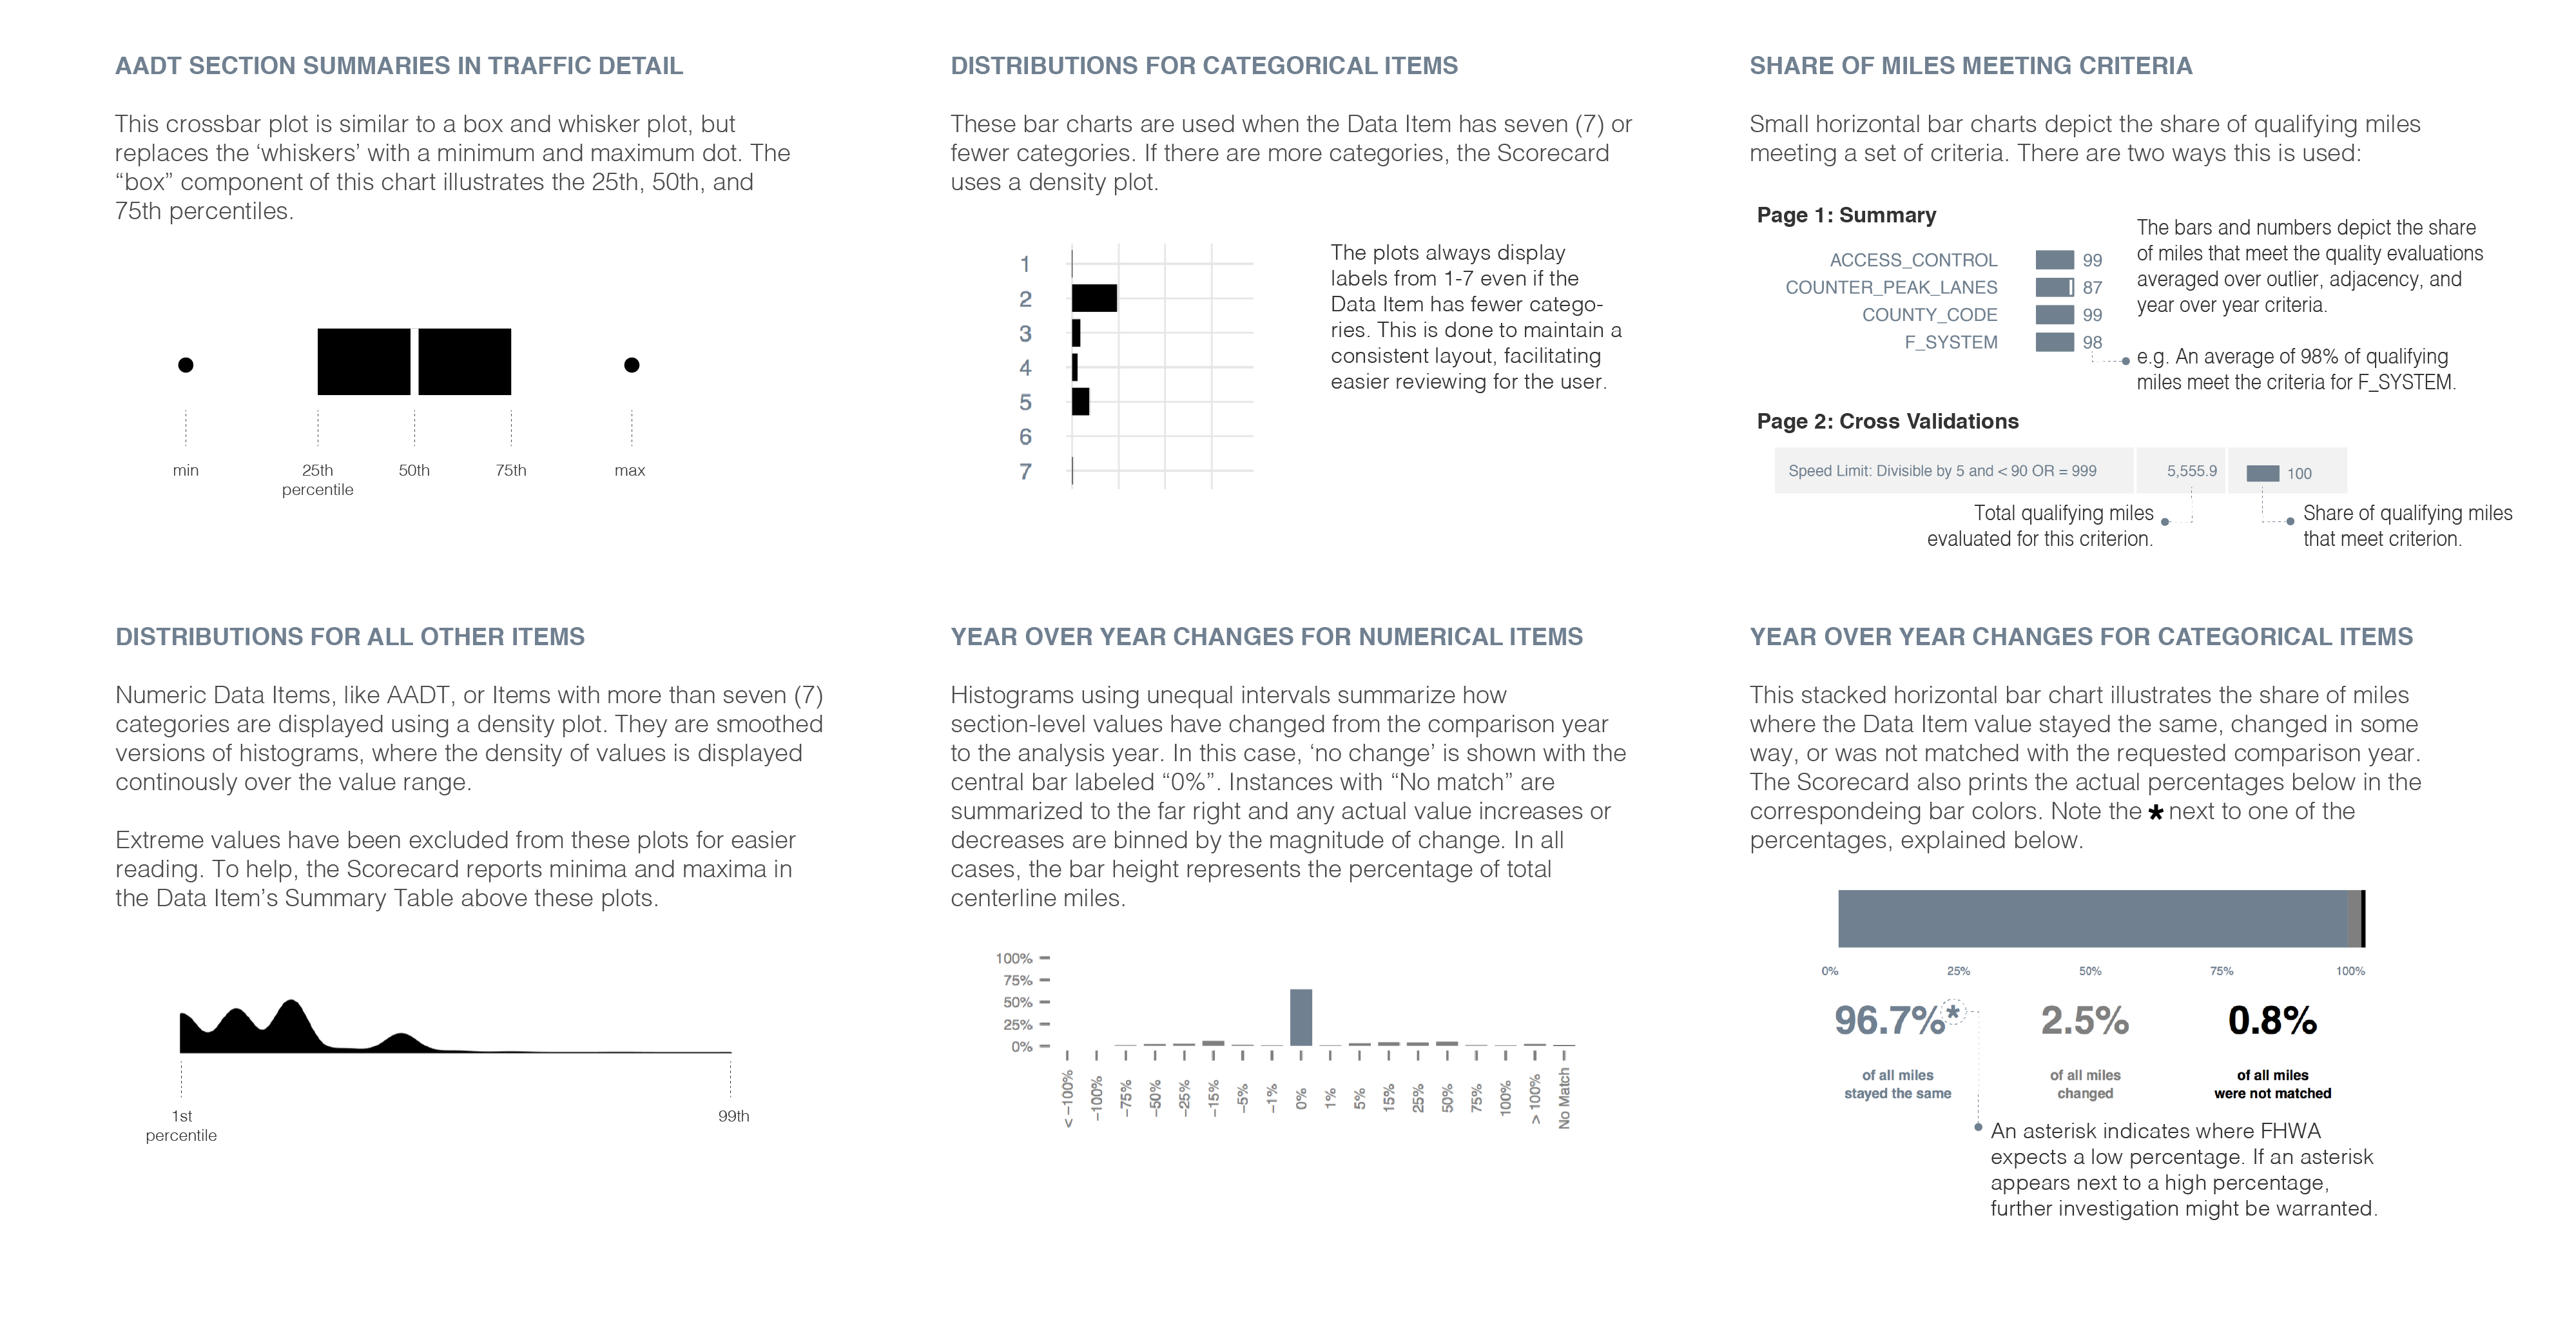 AADT SECTION SUMMARIES IN TRAFFIC DETAIL
This crossbar plot is similar to a box and whisker plot, but
replaces the ‘whiskers’ with a minimum and maximum dot. The
“box” component of this chart illustrates the 25th, 50th, and
75th percentiles.
min
25th
percentile
50th
75th
max
DISTRIBUTIONS FOR CATEGORICAL ITEMS
These bar charts are used when the Data Item has seven (7) or
fewer categories. If there are more categories, the Scorecard
uses a density plot.
1
2
3
4
5
6
7
The plots always display
labels from 1-7 even if the
Data Item has fewer catego-
ries. This is done to maintain a
consistent layout, facilitating
easier reviewing for the user.
SHARE OF MILES MEETING CRITERIA
Small horizontal bar charts depict the share of qualifying miles
meeting a set of criteria. There are two ways this is used:
Page 1: Summary
ACCESS_CONTROL 99
COUNTER_PEAK_LANES 87
COUNTY_CODE 99
F_SYSTEM 98
The bars and numbers depict the share
of miles that meet the quality evaluations
averaged over outlier, adjacency, and
year over year criteria.
e.g. An average of 98% of qualifying
miles meet the criteria for F_SYSTEM.
Page 2: Cross Validations
Speed Limit: Divisible by 5 and < 90 OR = 999 5,555.9 100
Total qualifying miles
evaluated for this criterion.
Share of qualifying miles
that meet criterion.
DISTRIBUTIONS FOR ALL OTHER ITEMS
Numeric Data Items, like AADT, or Items with more than seven (7)
categories are displayed using a density plot. They are smoothed
versions of histograms, where the density of values is displayed
continously over the value range.
Extreme values have been excluded from these plots for easier
reading. To help, the Scorecard reports minima and maxima in
the Data Item’s Summary Table above these plots.
1st
percentile
99th
YEAR OVER YEAR CHANGES FOR NUMERICAL ITEMS
Histograms using unequal intervals summarize how
section-level values have changed from the comparison year
to the analysis year. In this case, ‘no change’ is shown with the
central bar labeled “0%”. Instances with “No match” are
summarized to the far right and any actual value increases or
decreases are binned by the magnitude of change. In all
cases, the bar height represents the percentage of total
centerline miles.
100%
75%
50%
25%
0%
< −100%
−100%
−75%
−50%
−25%
−15%
−5%
−1%
0%
1%
5%
15%
25%
50%
75%
100%
> 100%
No Match
YEAR OVER YEAR CHANGES FOR CATEGORICAL ITEMS
This stacked horizontal bar chart illustrates the share of miles
where the Data Item value stayed the same, changed in some
way, or was not matched with the requested comparison year.
The Scorecard also prints the actual percentages below in the
correspondeing bar colors. Note the * next to one of the
percentages, explained below.
0% 25% 50% 75% 100%
96.7%* 2.5% 0.8%
of all miles
stayed the same
of all miles
changed
of all miles
were not matched
An asterisk indicates where FHWA
expects a low percentage. If an asterisk
appears next to a high percentage,
further investigation might be warranted.